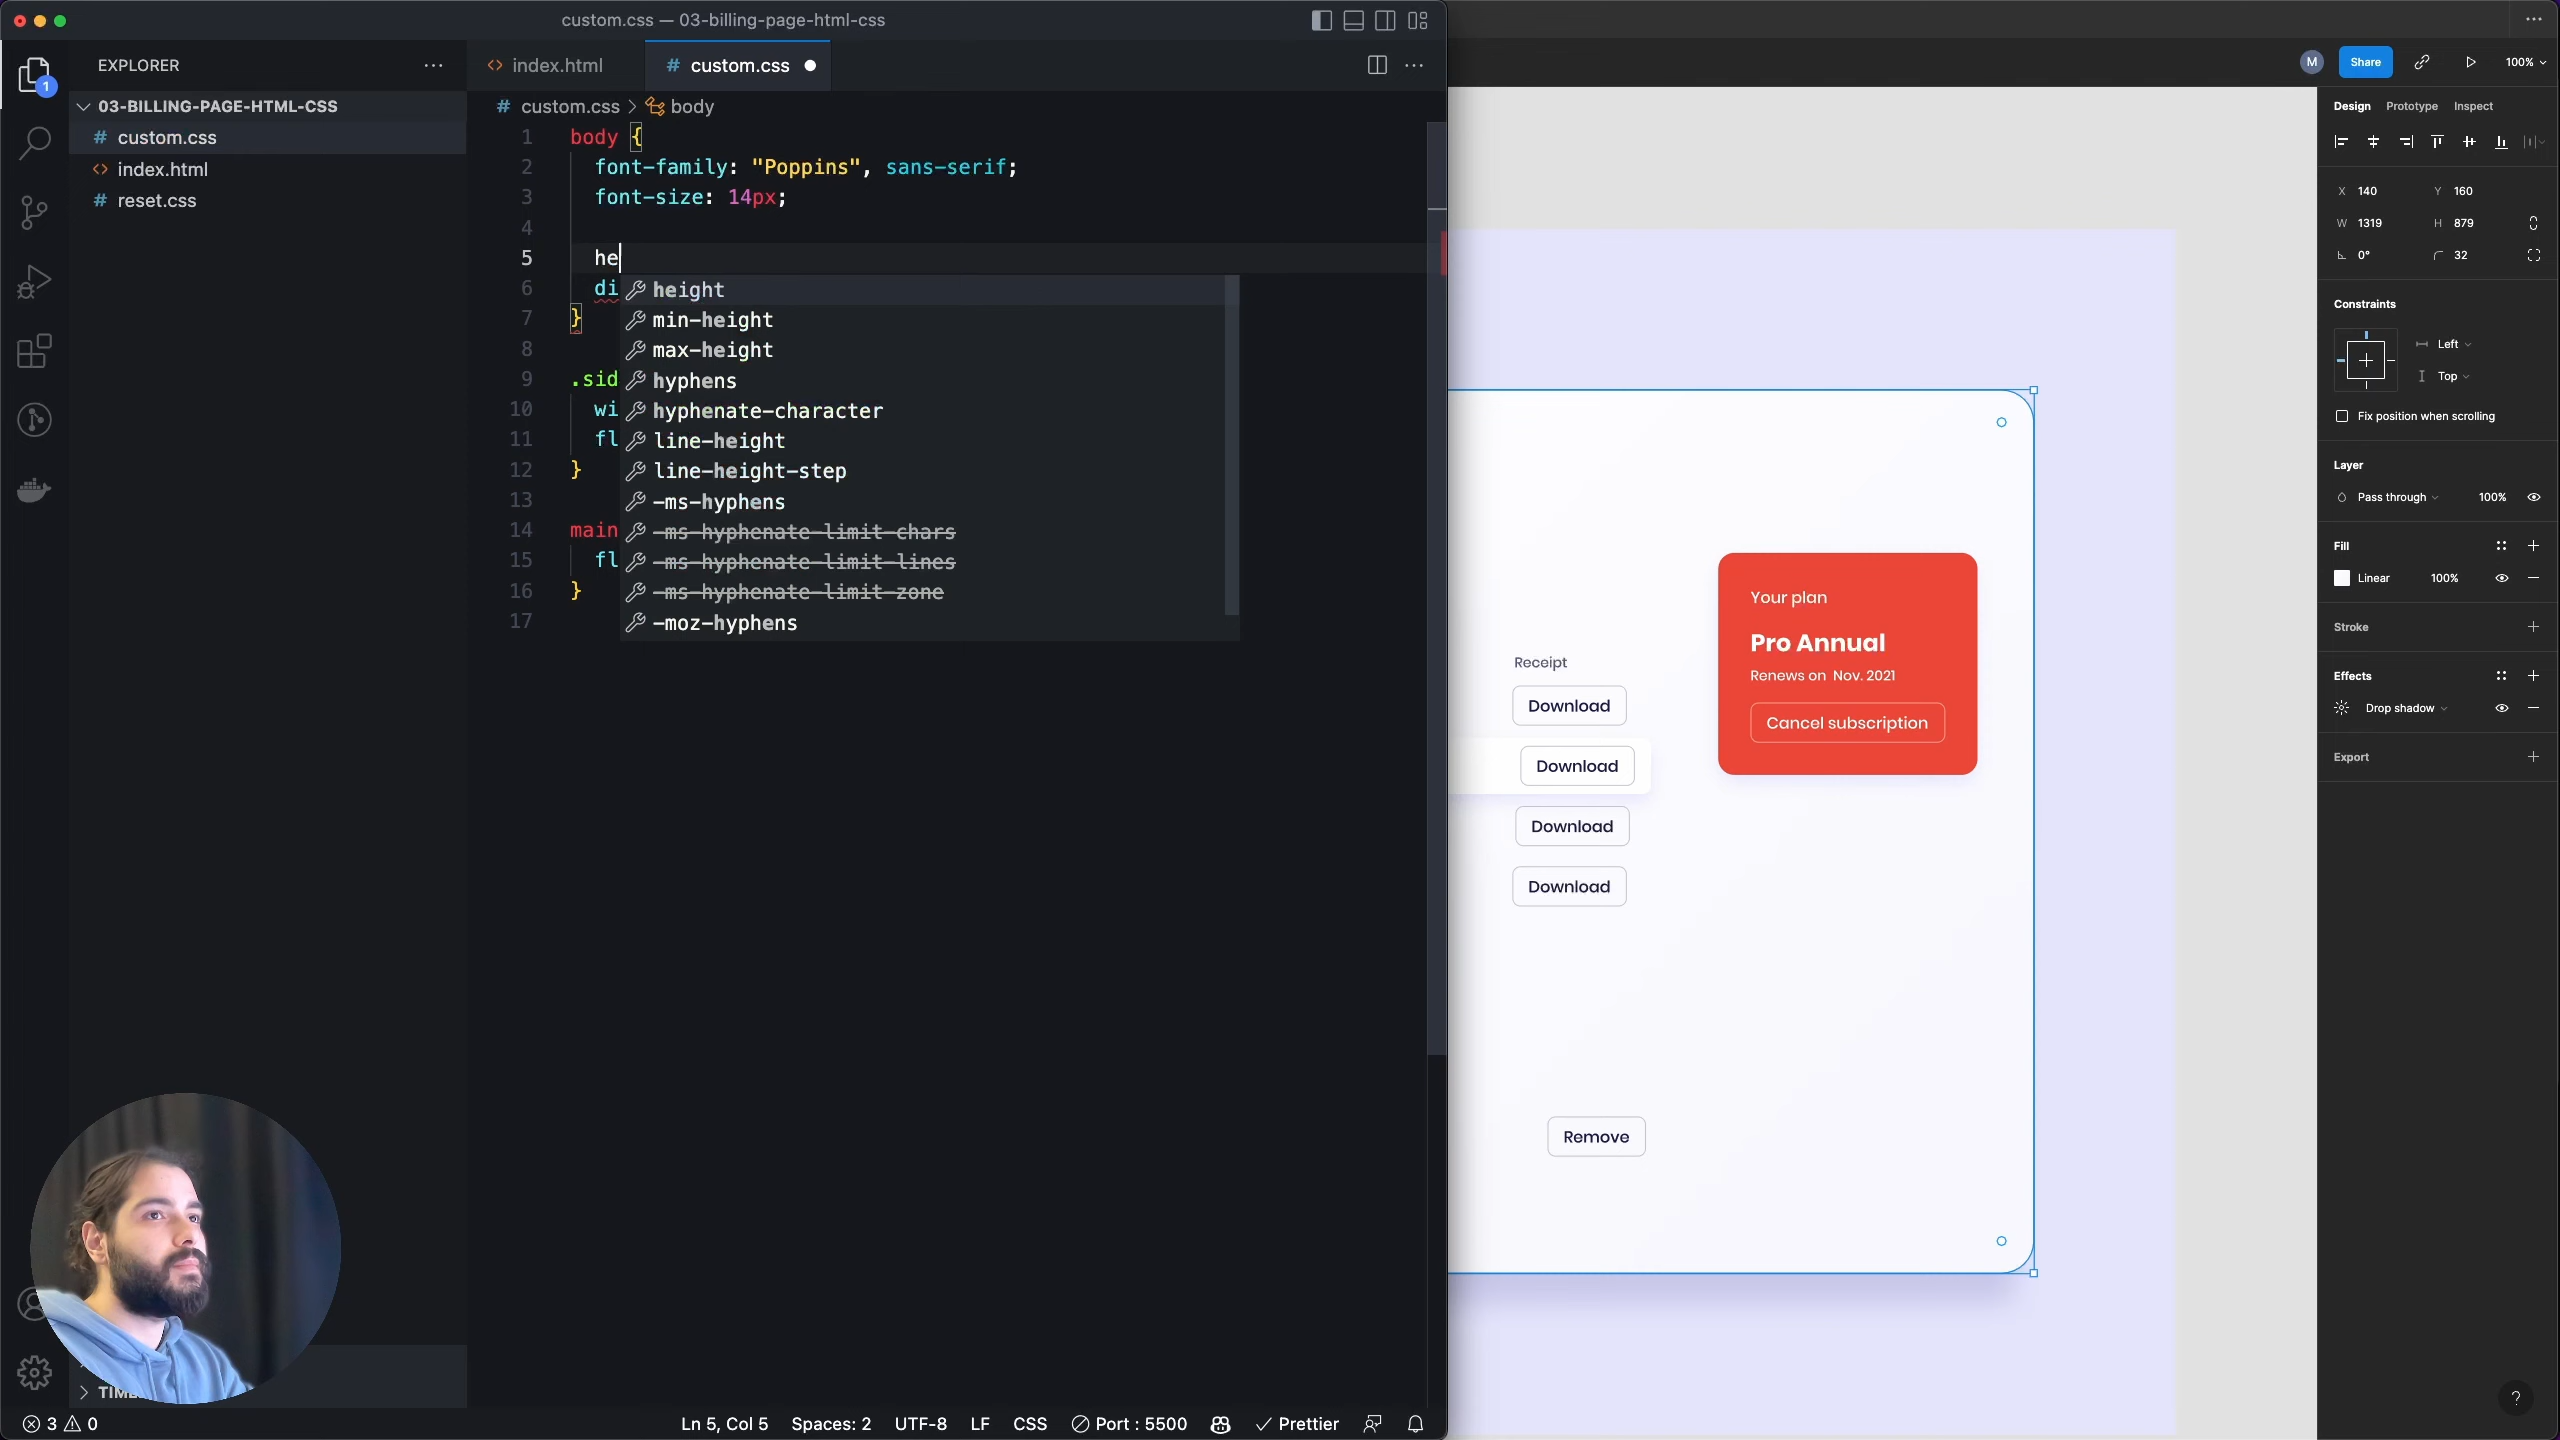 custom.css — 03-billing-page-html-css
EXPLORER
1
03-BILLING-PAGE-HTML-CSS
# custom.css
<> index.html
# reset.css
<> index.html
# custom.css
# custom.css > body
1 body {
2 font-family: "Poppins", sans-serif;
3 font-size: 14px;
4
5 he
6 di
7 }
8
9 .sid
10 wi
11 fl
12 }
13
14 main
15 fl
16 }
17
height
min-height
max-height
hyphens
hyphenate-character
line-height
line-height-step
-ms-hyphens
-ms-hyphenate-limit-chars
-ms-hyphenate-limit-lines
-ms-hyphenate-limit-zone
-moz-hyphens
3 0
Ln 5, Col 5 Spaces: 2 UTF-8 LF CSS Port : 5500 Prettier
Receipt
Download
Download
Download
Download
Remove
Your plan
Pro Annual
Renews on Nov. 2021
Cancel subscription
M Share 100%
Design Prototype Inspect
X 140 Y 160
W 1319 H 879
0° 32
Constraints
Left
Top
Fix position when scrolling
Layer
Pass through 100%
Fill
Linear 100%
Stroke
Effects
Drop shadow
Export
?